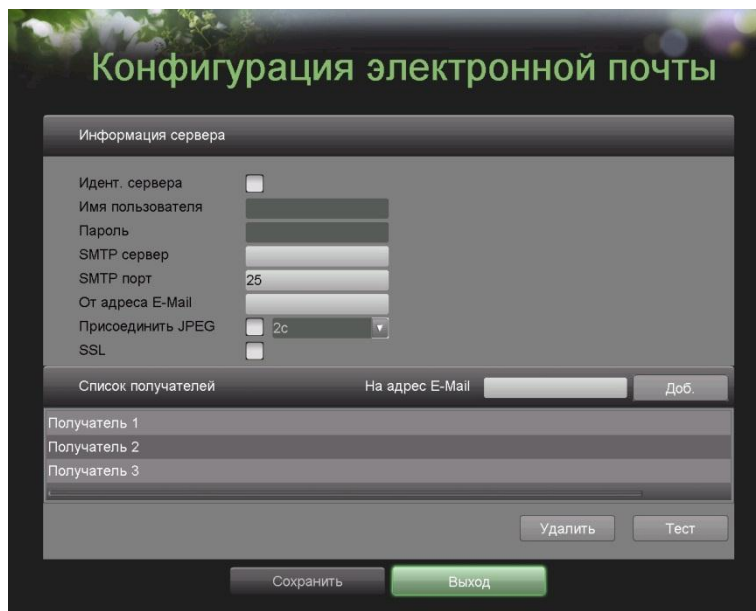 Конфигурация электронной почты
Информация сервера
Идент. сервера
Имя пользователя
Пароль
SMTP сервер
SMTP порт 25
От адреса E-Mail
Присоединить JPEG 2с
SSL
Список получателей На адрес E-Mail Доб.
Получатель 1
Получатель 2
Получатель 3
Удалить Тест
Сохранить Выход